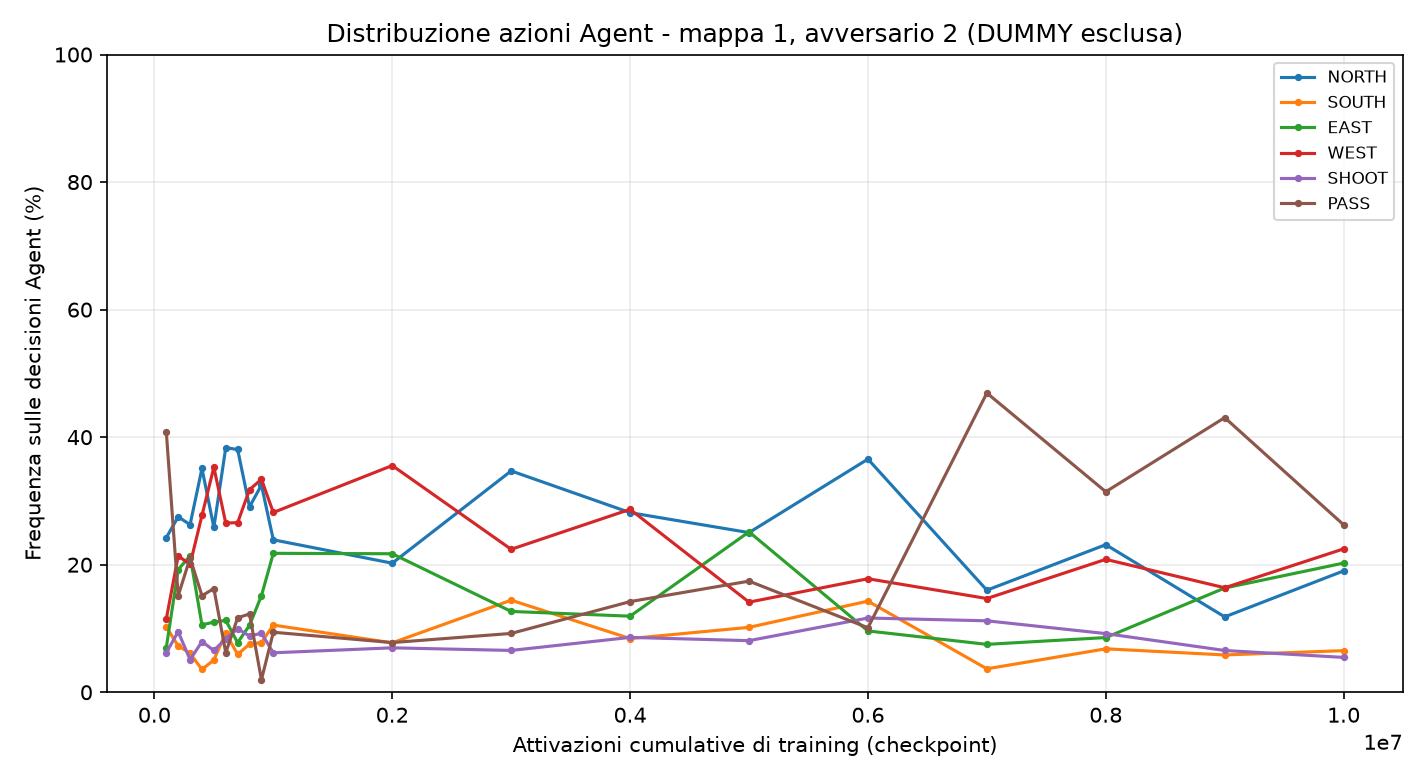 Distribuzione azioni Agent - mappa 1, avversario 2 (DUMMY esclusa)
NORTH
SOUTH
EAST
WEST
SHOOT
PASS
Frequenza sulle decisioni Agent (%)
100
80
60
40
20
0
0.0 0.2 0.4 0.6 0.8 1.0
1e7
Attivazioni cumulative di training (checkpoint)